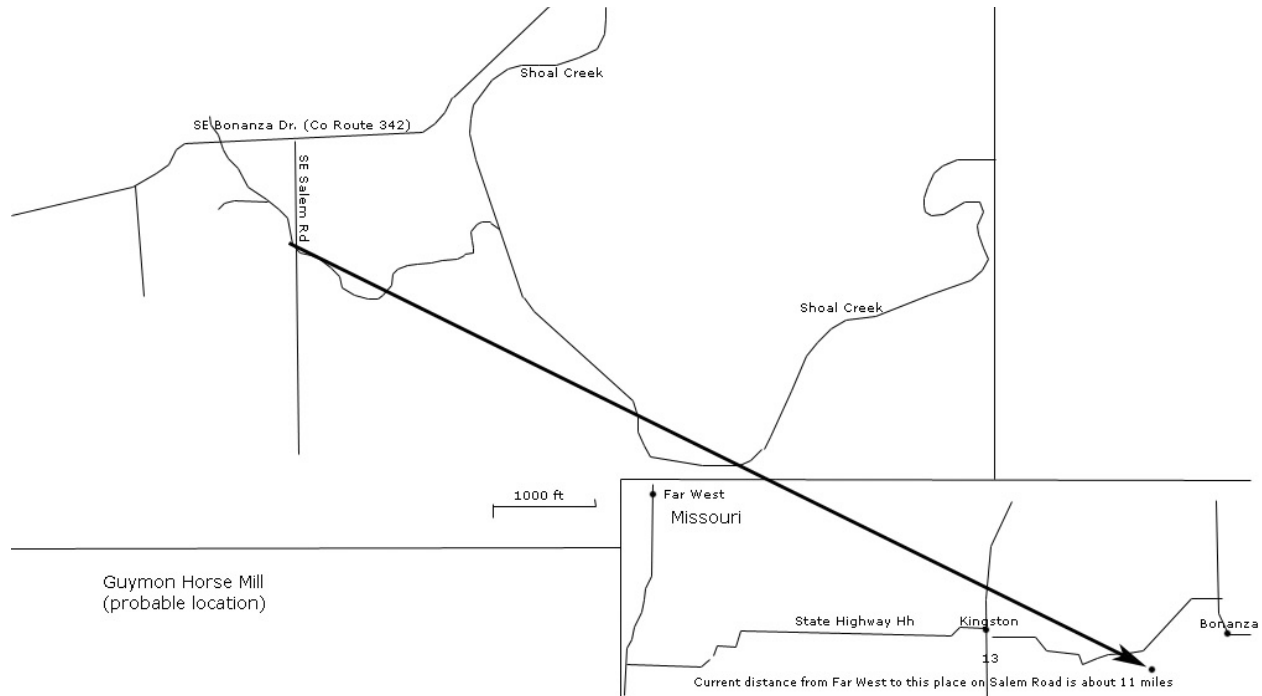 Shoal Creek
SE Bonanza Dr. (Co Route 342)
SE Salem Rd
Shoal Creek
1000 ft
Guymon Horse Mill
(probable location)
Far West
Missouri
State Highway Hh
Kingston
Bonanza
13
Current distance from Far West to this place on Salem Road is about 11 miles